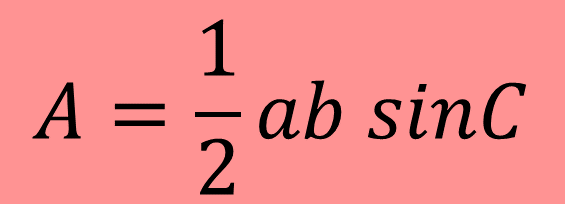 A = 1/2 ab sinC